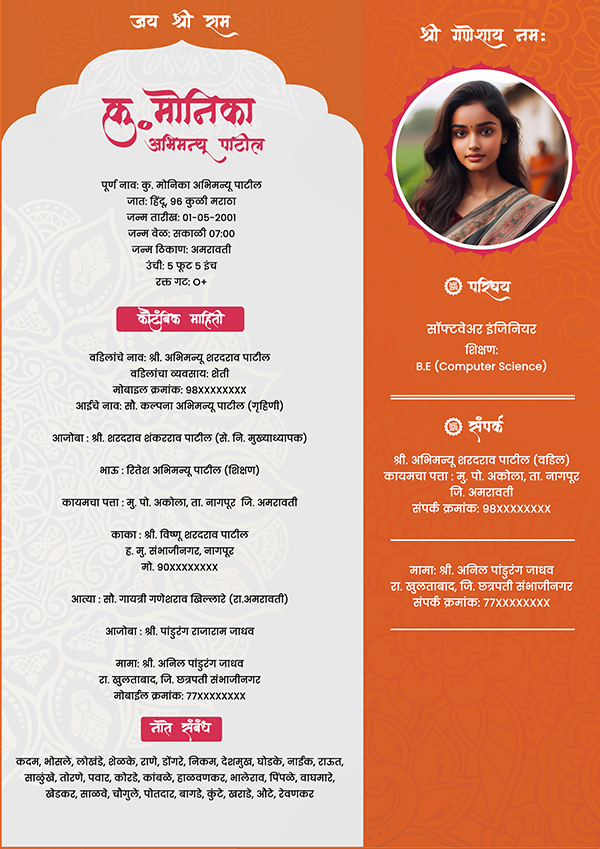 जय श्री राम
कु. मोनिका
अभिमन्यू पाटील
पूर्ण नाव: कु. मोनिका अभिमन्यू पाटील
जात: हिंदू, 96 कुळी मराठा
जन्म तारीख: 01-05-2001
जन्म वेळ: सकाळी 07:00
जन्म ठिकाण: अमरावती
उंची: 5 फूट 5 इंच
रक्त गट: O+
कौटुंबिक माहिती
वडिलांचे नाव: श्री. अभिमन्यू शरदराव पाटील
वडिलांचा व्यवसाय: शेती
मोबाइल क्रमांक: 98XXXXXXXX
आईचे नाव: सौ. कल्पना अभिमन्यू पाटील (गृहिणी)
आजोबा : श्री. शरदराव शंकरराव पाटील (से. नि. मुख्याध्यापक)
भाऊ : रितेश अभिमन्यू पाटील (शिक्षण)
कायमचा पत्ता : मु. पो. अकोला, ता. नागपूर जि. अमरावती
काका : श्री. विष्णू शरदराव पाटील
ह. मु. संभाजीनगर, नागपूर
मो. 90XXXXXXXX
आत्या : सौ. गायत्री गणेशराव खिल्लारे (रा.अमरावती)
आजोबा : श्री. पांडुरंग राजाराम जाधव
मामा: श्री. अनिल पांडुरंग जाधव
रा. खुलताबाद, जि. छत्रपती संभाजीनगर
मोबाईल क्रमांक: 77XXXXXXXX
नाते संबंध
कदम, भोसले, लोखंडे, शेळके, राणे, डोंगरे, निकम, देशमुख, घोडके, नाईक, राऊत,
साळुंखे, तोरणे, पवार, कोरडे, कांबळे, हाळवणकर, भालेराव, पिंपळे, वाघमारे,
खेडकर, साळवे, चौगुले, पोतदार, बागडे, कुंटे, खराडे, औटे, रेवणकर
श्री गणेशाय नम:
परिचय
सॉफ्टवेअर इंजिनियर
शिक्षण:
B.E (Computer Science)
संपर्क
श्री. अभिमन्यू शरदराव पाटील (वडिल)
कायमचा पत्ता : मु. पो. अकोला, ता. नागपूर
जि. अमरावती
संपर्क क्रमांक: 98XXXXXXXX
मामा: श्री. अनिल पांडुरंग जाधव
रा. खुलताबाद, जि. छत्रपती संभाजीनगर
संपर्क क्रमांक: 77XXXXXXXX